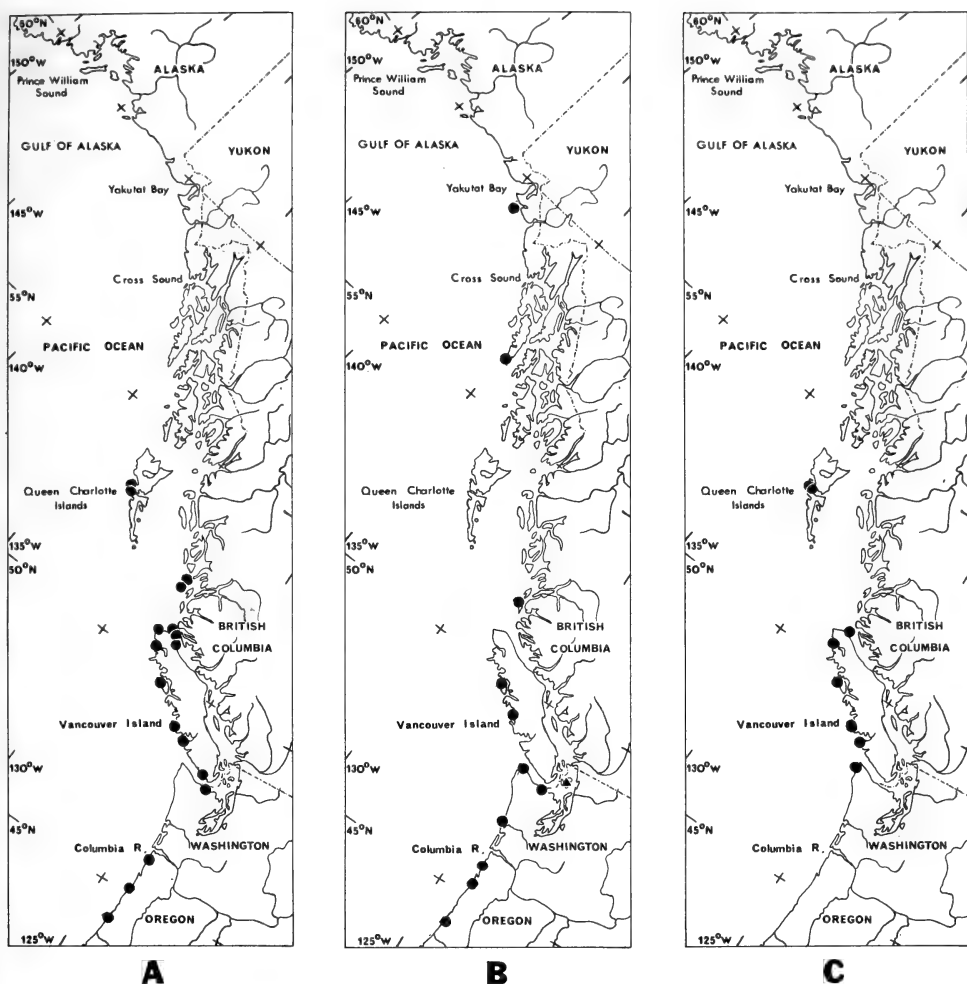 60°N
150°W
ALASKA
Prince William
Sound
GULF OF ALASKA
YUKON
Yakutat Bay
145°W
Cross Sound
55°N
PACIFIC OCEAN
140°W
Queen Charlotte
Islands
135°W
50°N
BRITISH
COLUMBIA
Vancouver Island
130°W
45°N
Columbia R.
WASHINGTON
OREGON
125°W
A
60°N
150°W
ALASKA
Prince William
Sound
GULF OF ALASKA
YUKON
Yakutat Bay
145°W
Cross Sound
55°N
PACIFIC OCEAN
140°W
Queen Charlotte
Islands
135°W
50°N
BRITISH
COLUMBIA
Vancouver Island
130°W
45°N
Columbia R.
WASHINGTON
OREGON
125°W
B
60°N
150°W
ALASKA
Prince William
Sound
GULF OF ALASKA
YUKON
Yakutat Bay
145°W
Cross Sound
55°N
PACIFIC OCEAN
140°W
Queen Charlotte
Islands
135°W
50°N
BRITISH
COLUMBIA
Vancouver Island
130°W
45°N
Columbia R.
WASHINGTON
OREGON
125°W
C